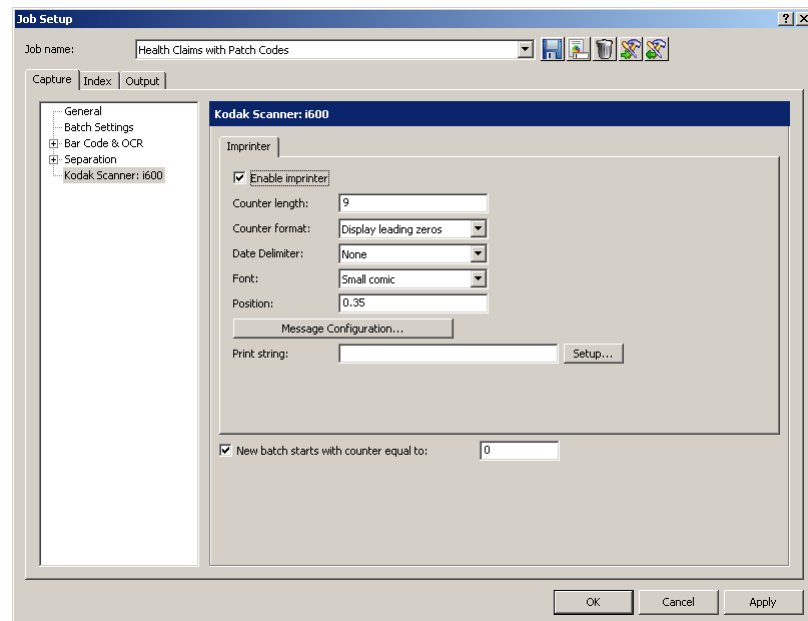 Job Setup
Job name: Health Claims with Patch Codes
Capture Index Output
General
Batch Settings
Bar Code & OCR
Separation
Kodak Scanner: i600
Kodak Scanner: i600
Imprinter
Enable imprinter
Counter length: 9
Counter format: Display leading zeros
Date Delimiter: None
Font: Small comic
Position: 0.35
Message Configuration...
Print string: Setup...
New batch starts with counter equal to: 0
OK Cancel Apply